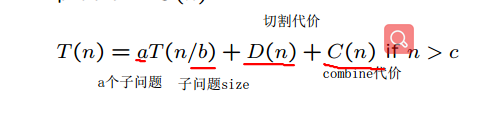 切割代价
T(n) = aT(n/b) + D(n) + C(n) if n > c
a个子问题 子问题size combine代价